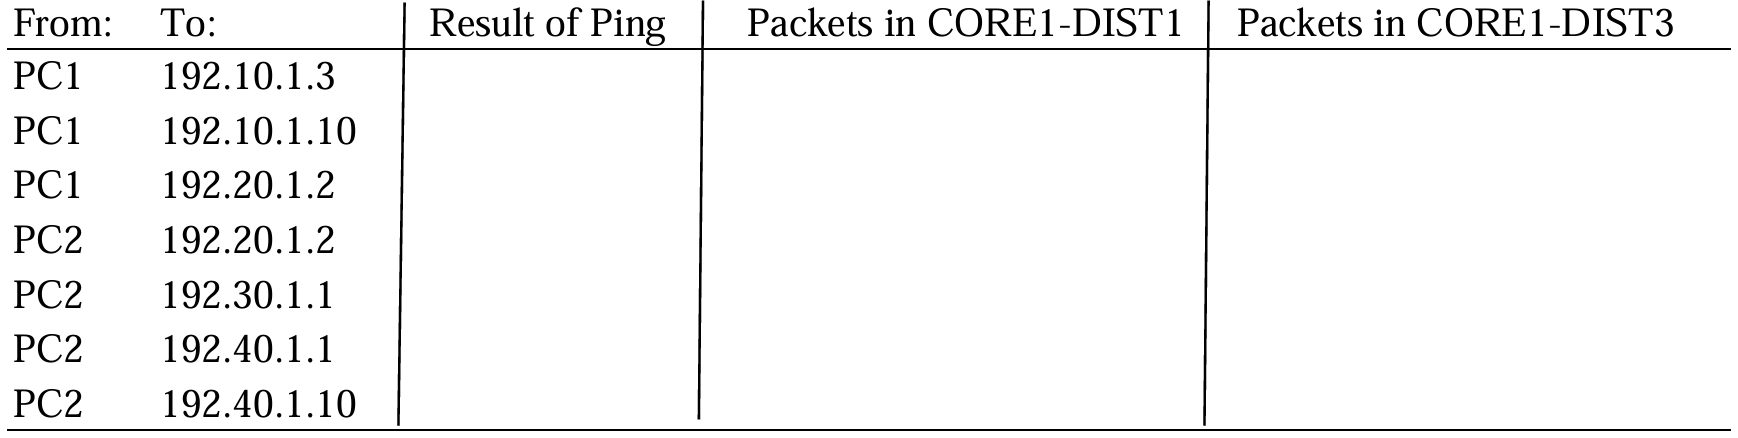 From: To: Result of Ping Packets in CORE1-DIST1 Packets in CORE1-DIST3
PC1 192.10.1.3
PC1 192.10.1.10
PC1 192.20.1.2
PC2 192.20.1.2
PC2 192.30.1.1
PC2 192.40.1.1
PC2 192.40.1.10